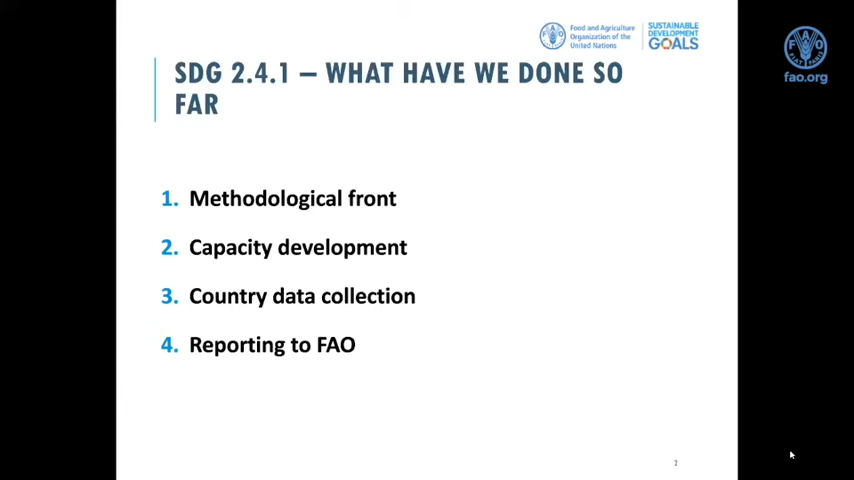 Food and Agriculture
Organization of the
United Nations
SUSTAINABLE
DEVELOPMENT
GOALS
fao.org
SDG 2.4.1 – WHAT HAVE WE DONE SO
FAR
1. Methodological front
2. Capacity development
3. Country data collection
4. Reporting to FAO
2